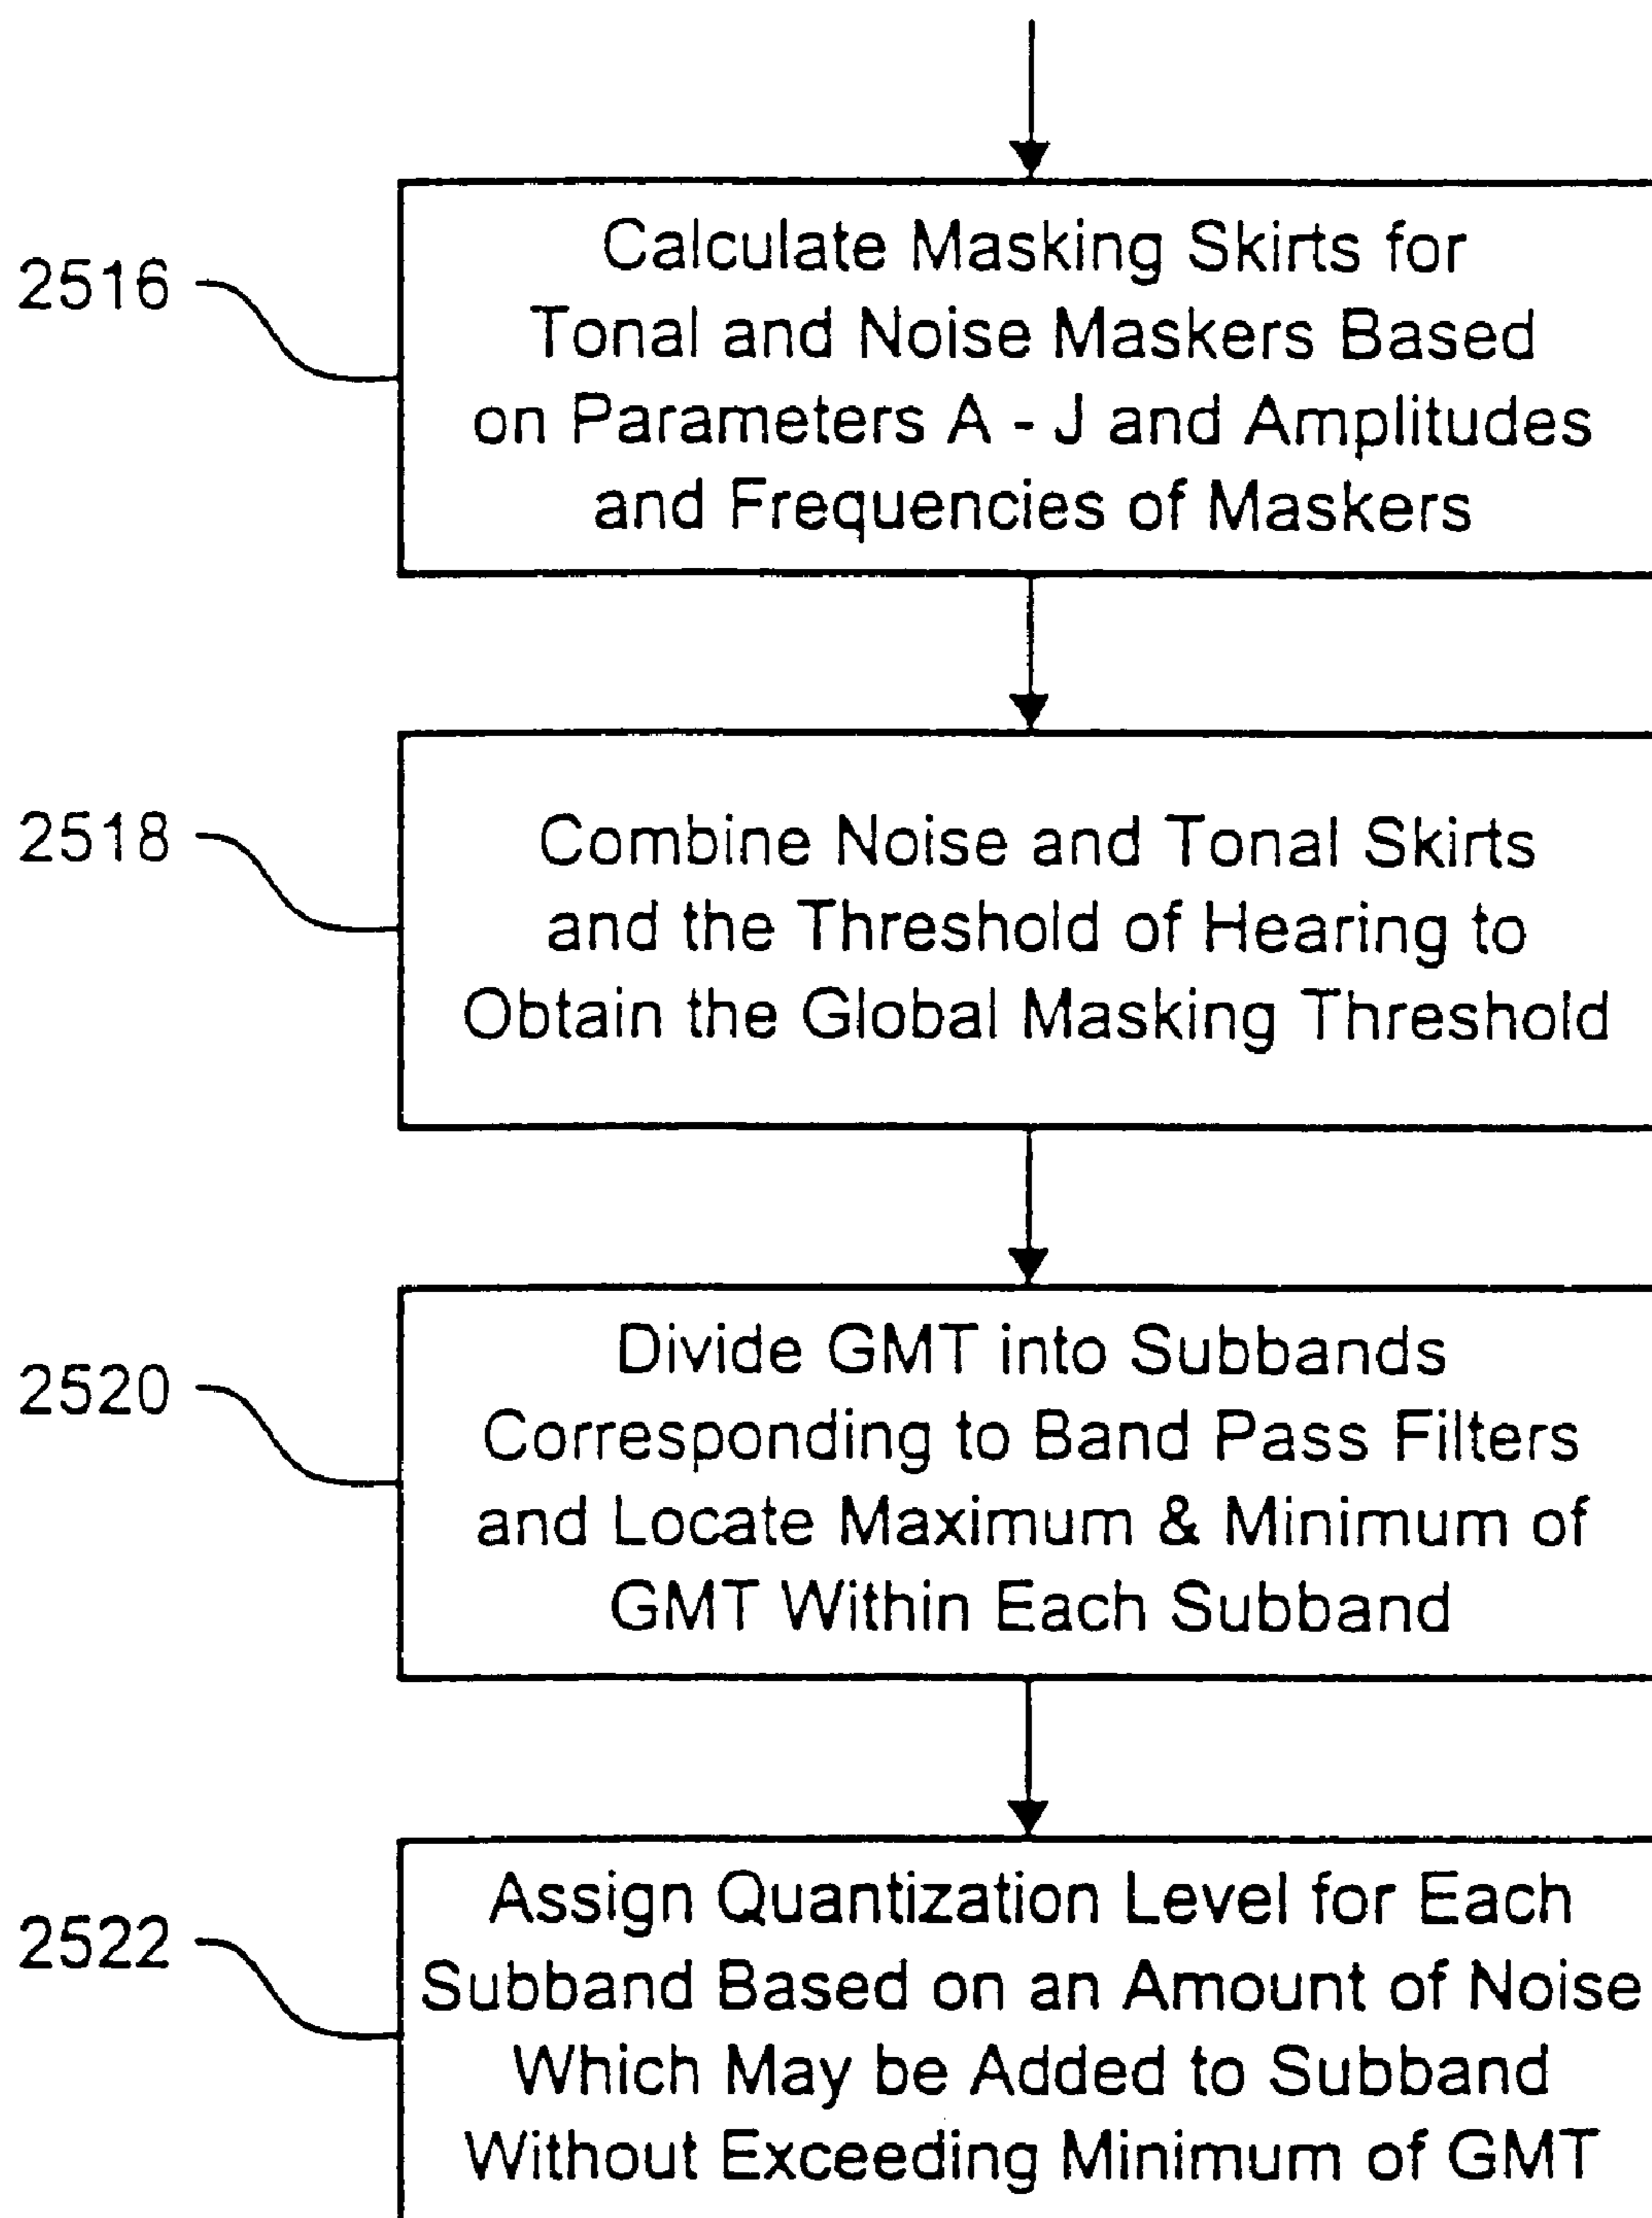 2516
Calculate Masking Skirts for
Tonal and Noise Maskers Based
on Parameters A - J and Amplitudes
and Frequencies of Maskers
2518
Combine Noise and Tonal Skirts
and the Threshold of Hearing to
Obtain the Global Masking Threshold
2520
Divide GMT into Subbands
Corresponding to Band Pass Filters
and Locate Maximum & Minimum of
GMT Within Each Subband
2522
Assign Quantization Level for Each
Subband Based on an Amount of Noise
Which May be Added to Subband
Without Exceeding Minimum of GMT